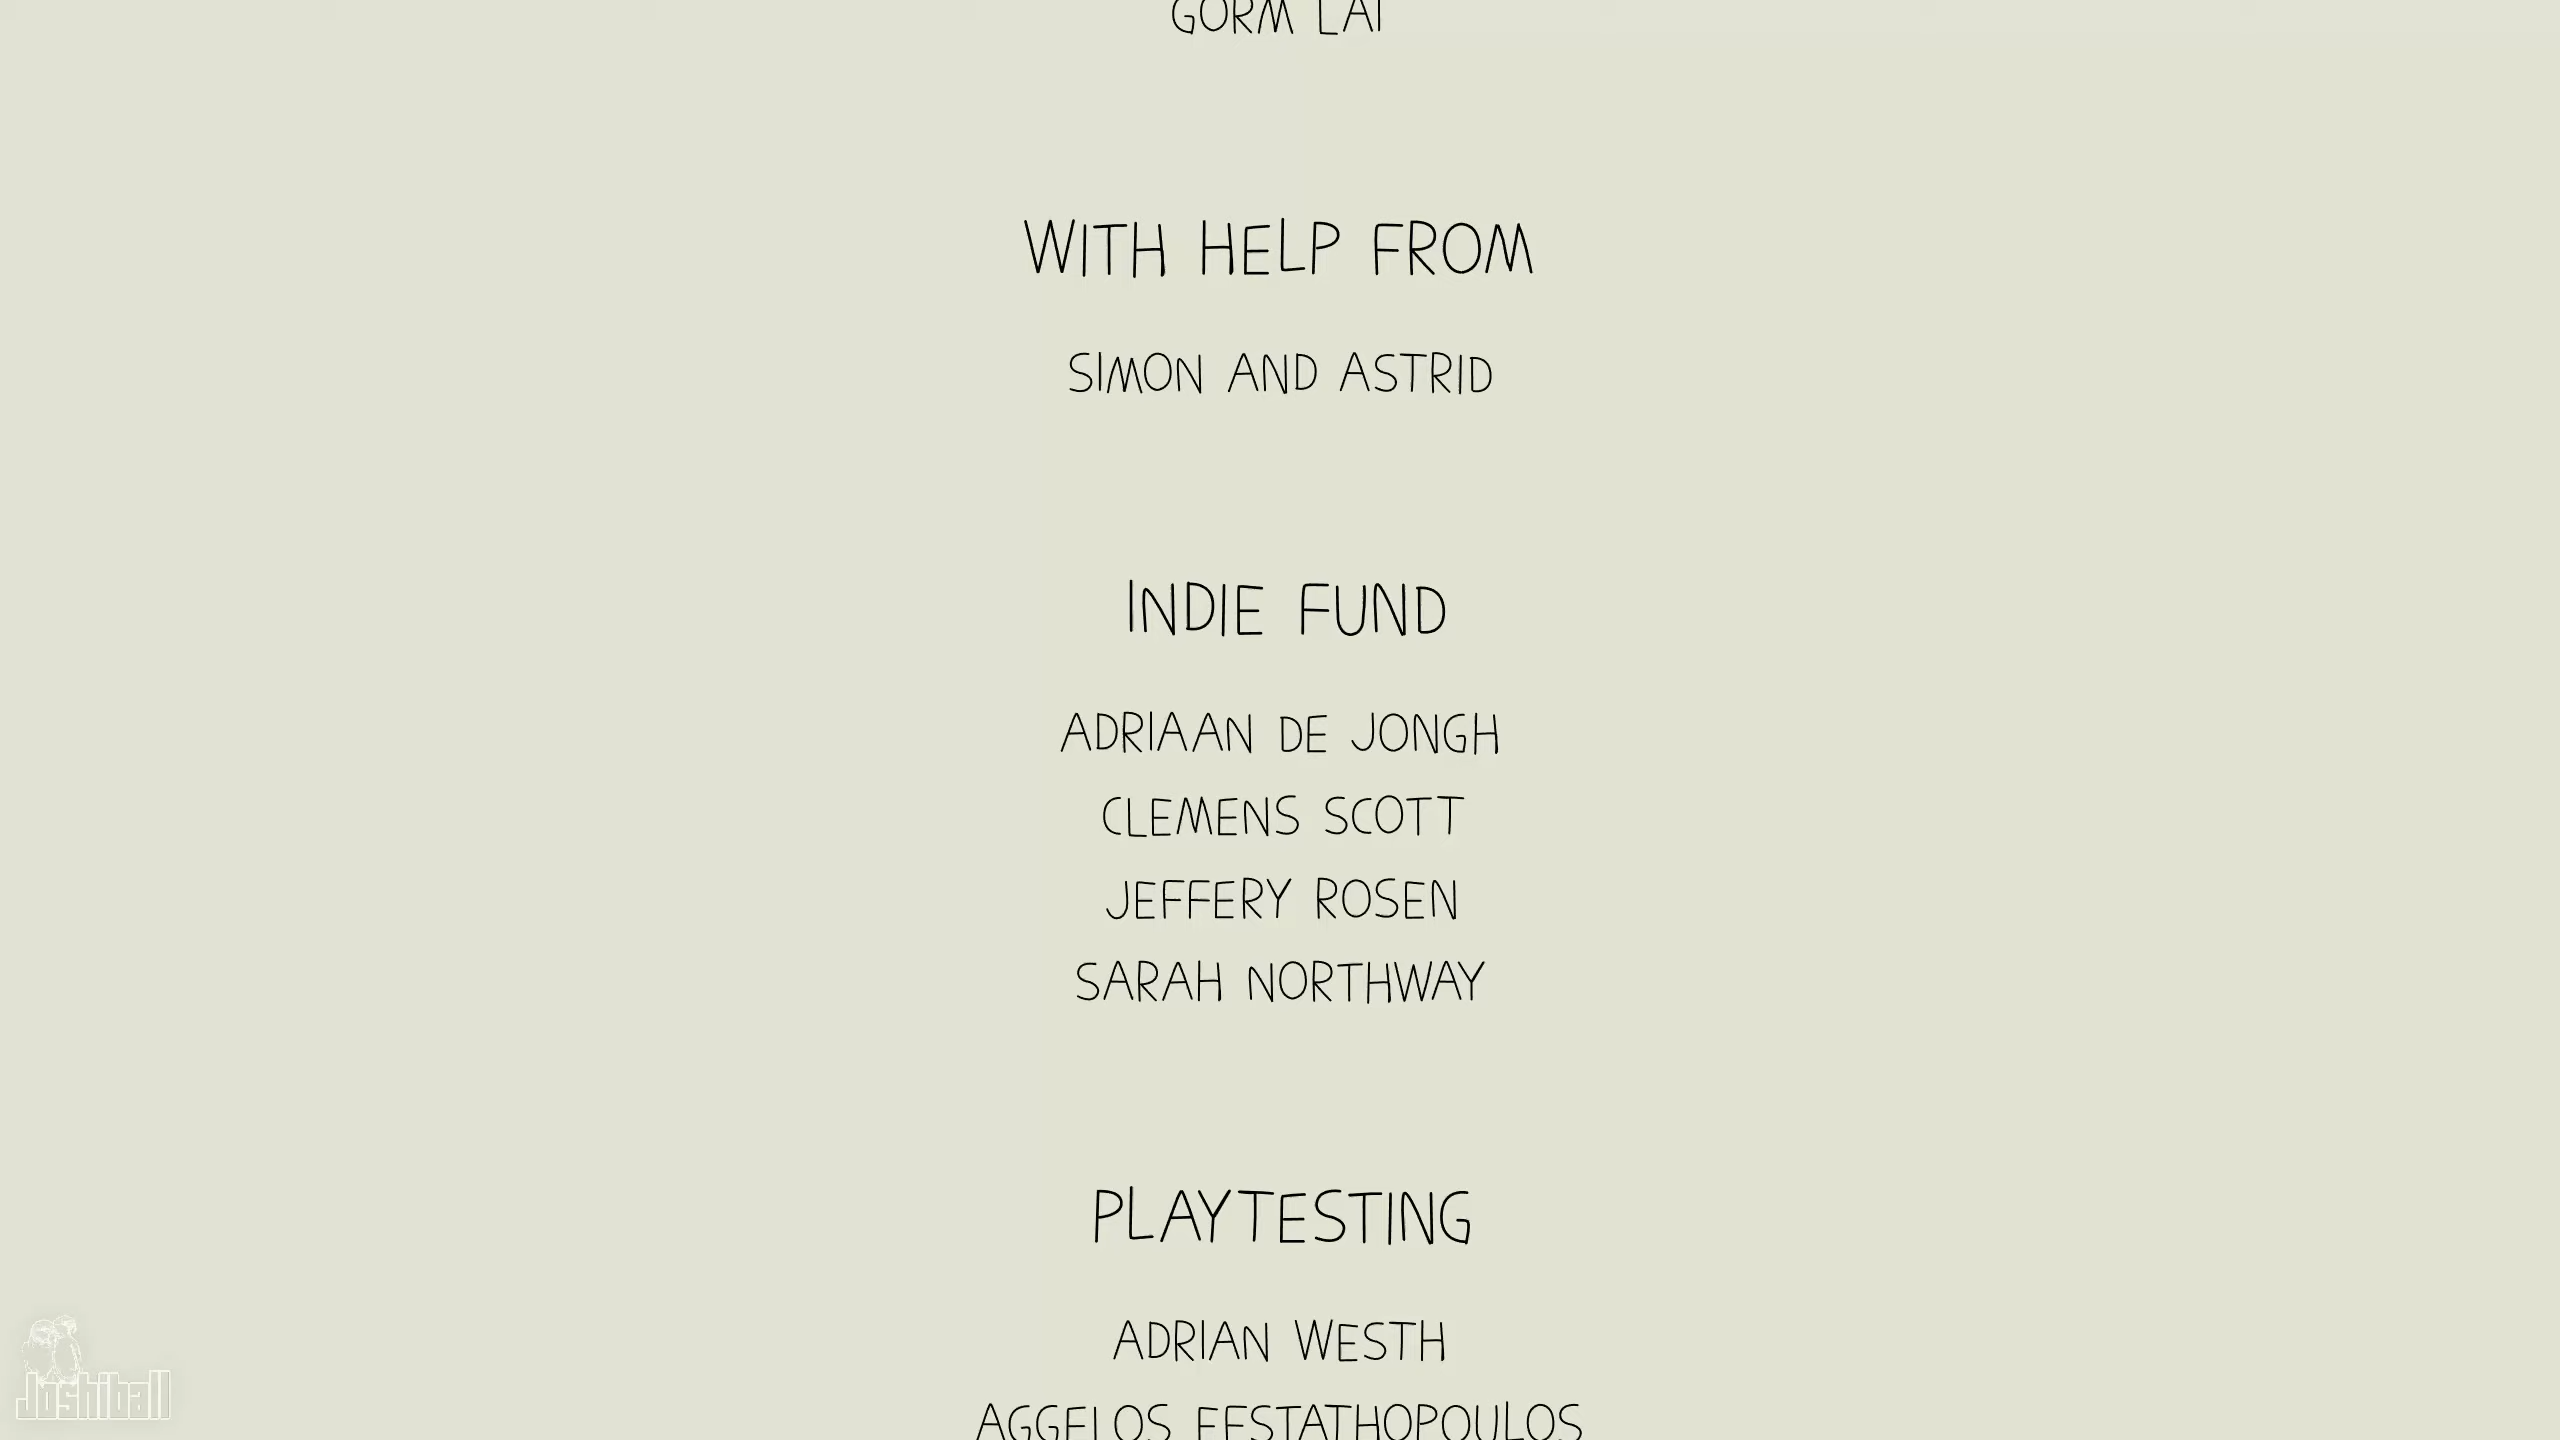 GORM LAI
WITH HELP FROM
SIMON AND ASTRID
INDIE FUND
ADRIAAN DE JONGH
CLEMENS SCOTT
JEFFERY ROSEN
SARAH NORTHWAY
PLAYTESTING
ADRIAN WESTH
AGGELOS EFSTATHOPOULOS
Joshiball